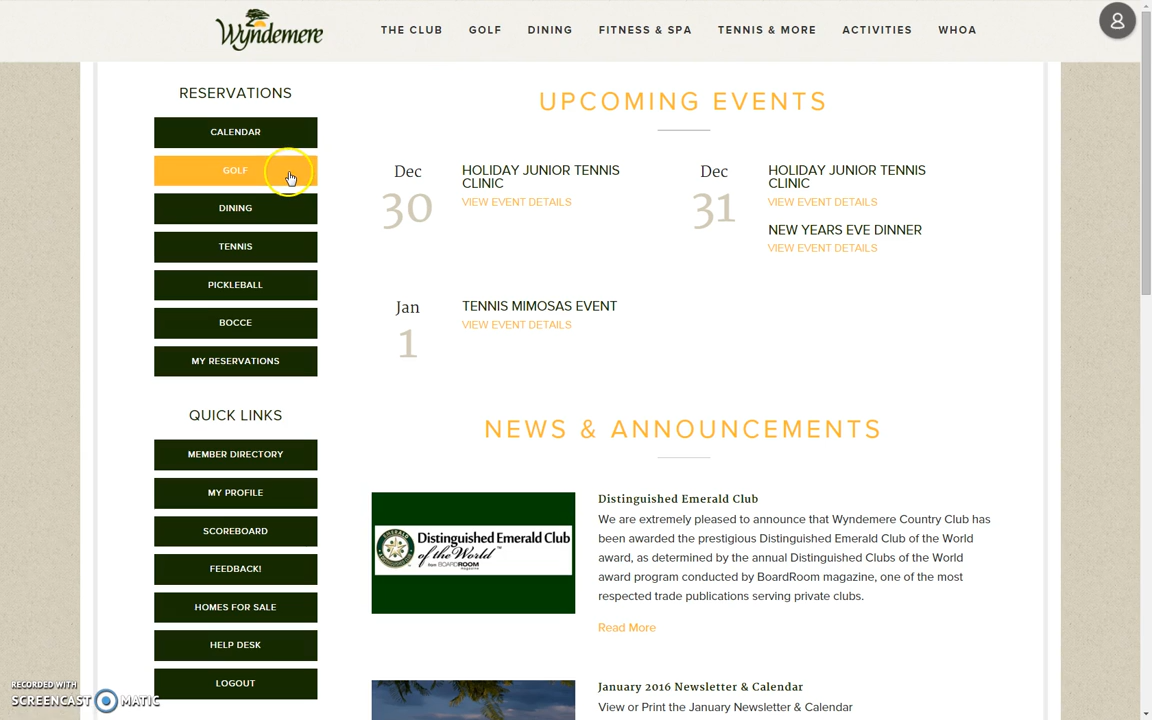 Wyndemere
THE CLUB
GOLF
DINING
FITNESS & SPA
TENNIS & MORE
ACTIVITIES
WHOA
RESERVATIONS
CALENDAR
GOLF
DINING
TENNIS
PICKLEBALL
BOCCE
MY RESERVATIONS
QUICK LINKS
MEMBER DIRECTORY
MY PROFILE
SCOREBOARD
FEEDBACK!
HOMES FOR SALE
HELP DESK
LOGOUT
UPCOMING EVENTS
Dec
30
HOLIDAY JUNIOR TENNIS
CLINIC
VIEW EVENT DETAILS
Dec
31
HOLIDAY JUNIOR TENNIS
CLINIC
VIEW EVENT DETAILS
NEW YEARS EVE DINNER
VIEW EVENT DETAILS
Jan
1
TENNIS MIMOSAS EVENT
VIEW EVENT DETAILS
NEWS & ANNOUNCEMENTS
Distinguished Emerald Club
of the World™
from BOARDROOM
magazine
Distinguished Emerald Club
We are extremely pleased to announce that Wyndemere Country Club has
been awarded the prestigious Distinguished Emerald Club of the World
award, as determined by the annual Distinguished Clubs of the World
award program conducted by BoardRoom magazine, one of the most
respected trade publications serving private clubs.
Read More
January 2016 Newsletter & Calendar
View or Print the January Newsletter & Calendar
RECORDED WITH
SCREENCAST MATIC